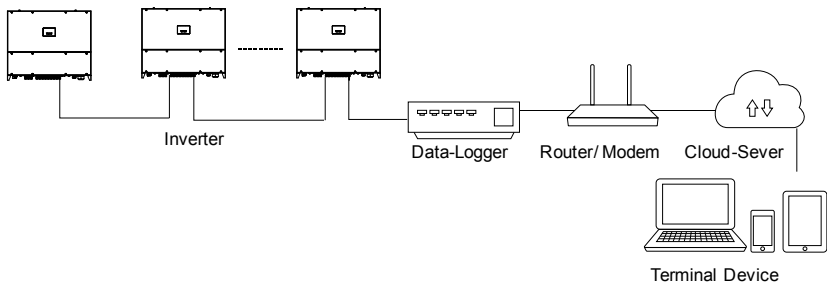 Inverter
Data-Logger
Router/ Modem
Cloud-Sever
Terminal Device